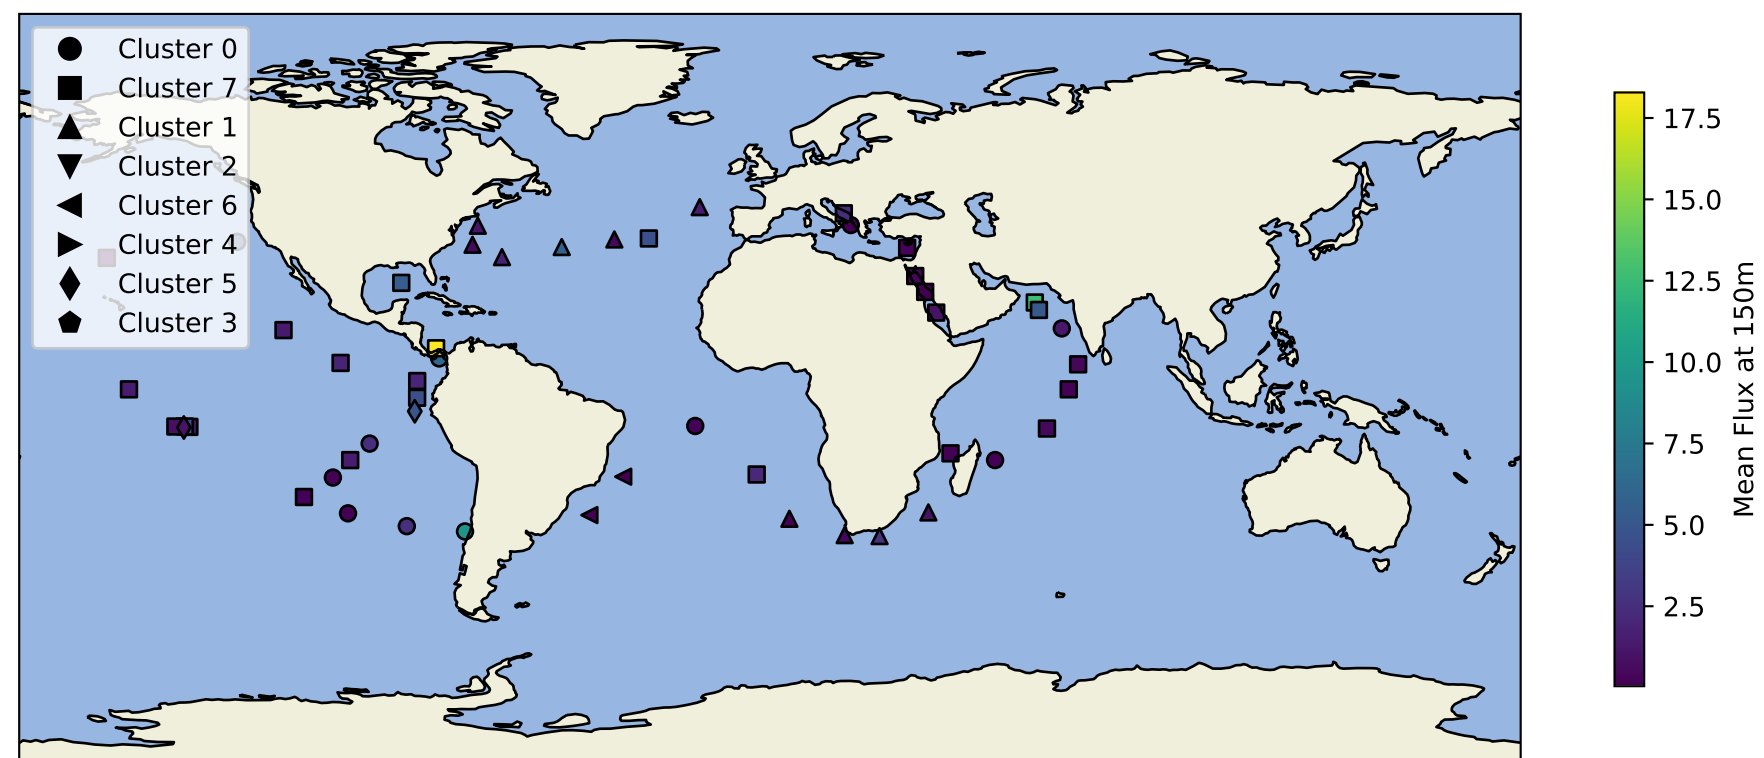 Cluster 0
Cluster 7
Cluster 1
Cluster 2
Cluster 6
Cluster 4
Cluster 5
Cluster 3
17.5
15.0
12.5
10.0
7.5
5.0
2.5
Mean Flux at 150m